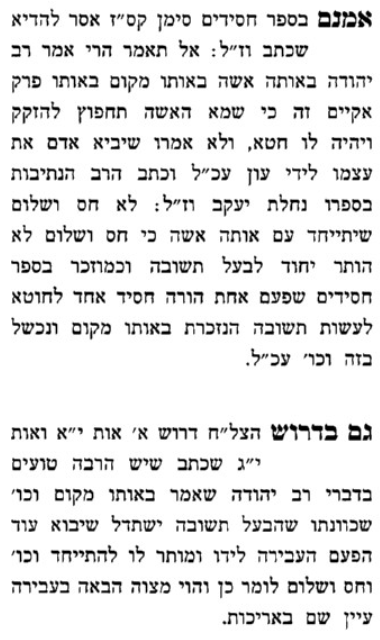 אמנם בספר חסידים סימן קס״ז אסר להדיא
שכתב וז״ל: אל תאמר הרי אמר רב
יהודה באותה אשה באותו מקום באותו פרק
אקיים זה כי שמא האשה תחפוץ להזקק
ויהיה לו חטא, ולא אמרו שיביא אדם את
עצמו לידי עון עכ״ל וכתב הרב הנתיבות
בספרו נחלת יעקב וז״ל: לא חס ושלום
שיתייחד עם אותה אשה כי חס ושלום לא
הותר יחוד לבעל תשובה וכמוזכר בספר
חסידים שפעם אחת הורה חסיד אחד לחוטא
לעשות תשובה הנזכרת באותו מקום ונכשל
בזה וכו׳ עכ״ל.
גם בדרוש הצל״ח דרוש א׳ אות י״א ואות
י״ג שכתב שיש הרבה טועים
בדברי רב יהודה שאמר באותו מקום וכו׳
שכוונתו שהבעל תשובה ישתדל שיבוא עוד
הפעם העבירה לידו ומותר לו להתייחד וכו׳
וחס ושלום לומר כן והוי מצוה הבאה בעבירה
עיין שם באריכות.